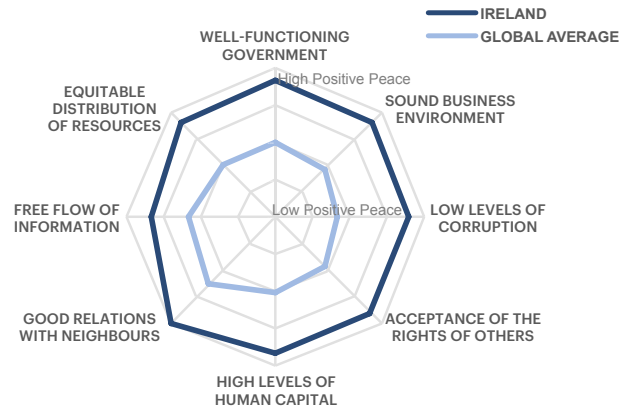 IRELAND
GLOBAL AVERAGE
WELL-FUNCTIONING
GOVERNMENT
High Positive Peace
SOUND BUSINESS
ENVIRONMENT
EQUITABLE
DISTRIBUTION
OF RESOURCES
Low Positive Peace
LOW LEVELS OF
CORRUPTION
FREE FLOW OF
INFORMATION
ACCEPTANCE OF THE
RIGHTS OF OTHERS
GOOD RELATIONS
WITH NEIGHBOURS
HIGH LEVELS OF
HUMAN CAPITAL